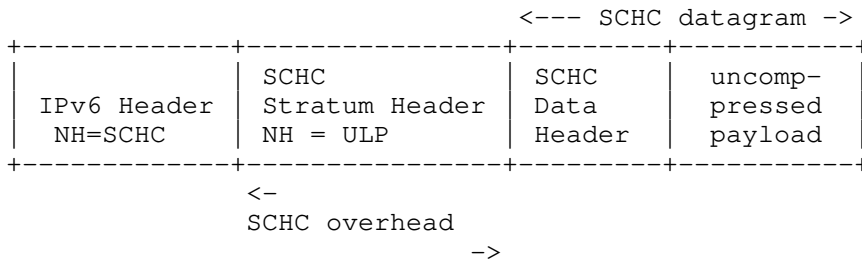 <--- SCHC datagram ->
+-------------+----------------+---------+-----------+
| | SCHC | SCHC | uncomp- |
| IPv6 Header | Stratum Header | Data | pressed |
| NH=SCHC | NH = ULP | Header | payload |
+-------------+----------------+---------+-----------+
<-
SCHC overhead
->